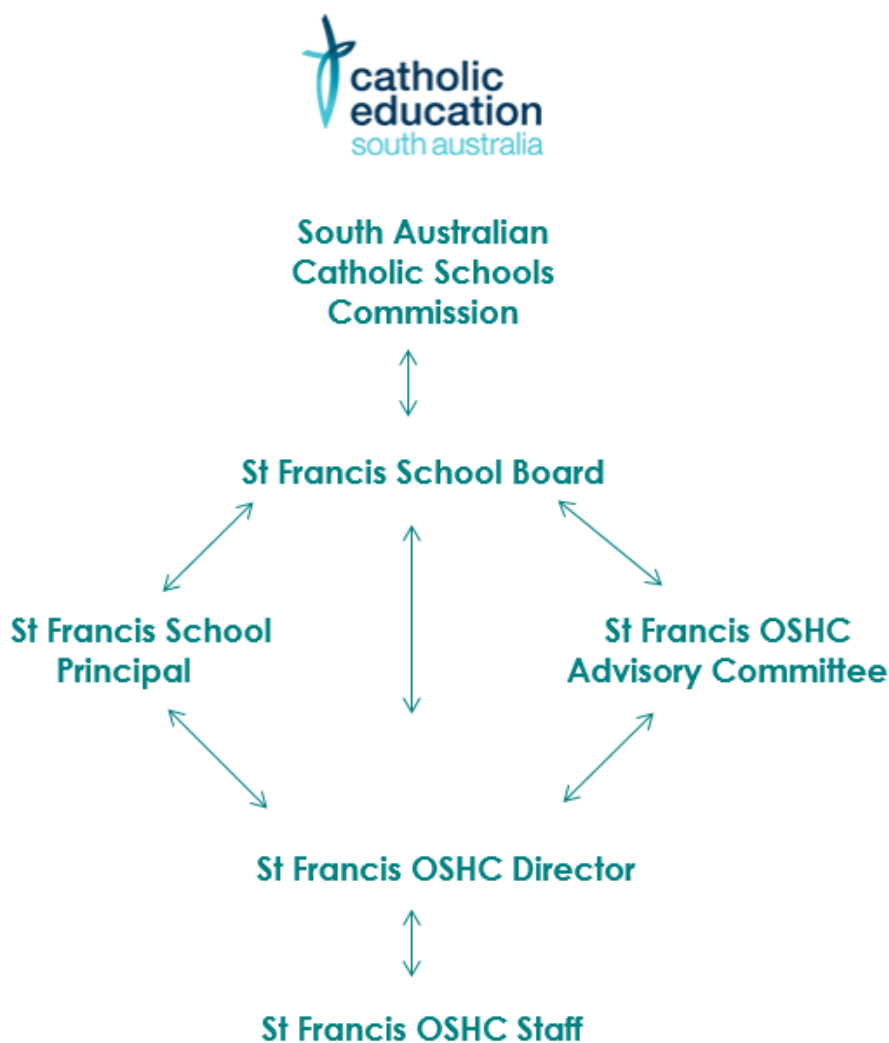 catholic
education
south australia
South Australian
Catholic Schools
Commission
St Francis School Board
St Francis School
Principal
St Francis OSHC
Advisory Committee
St Francis OSHC Director
St Francis OSHC Staff